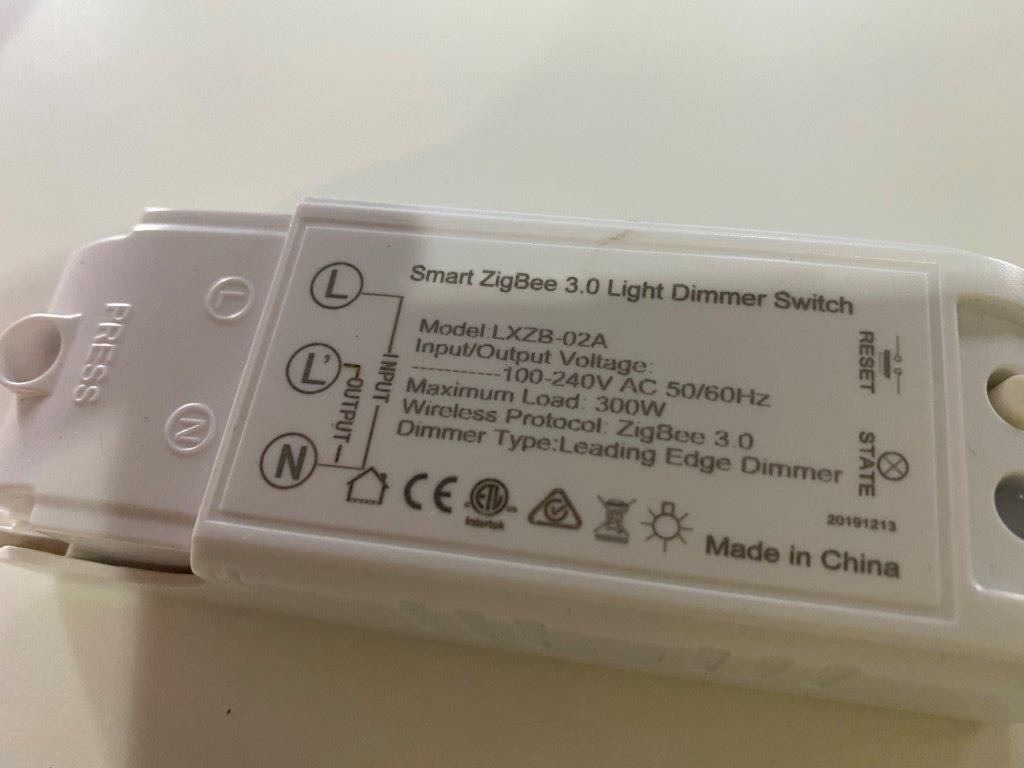 PRESS
L
N
L
L'
N
INPUT
OUTPUT
Smart ZigBee 3.0 Light Dimmer Switch
Model:LXZB-02A
Input/Output Voltage:
-----------100-240V AC 50/60Hz
Maximum Load: 300W
Wireless Protocol: ZigBee 3.0
Dimmer Type:Leading Edge Dimmer
RESET
STATE
CE
ETL
Intertek
20191213
Made in China